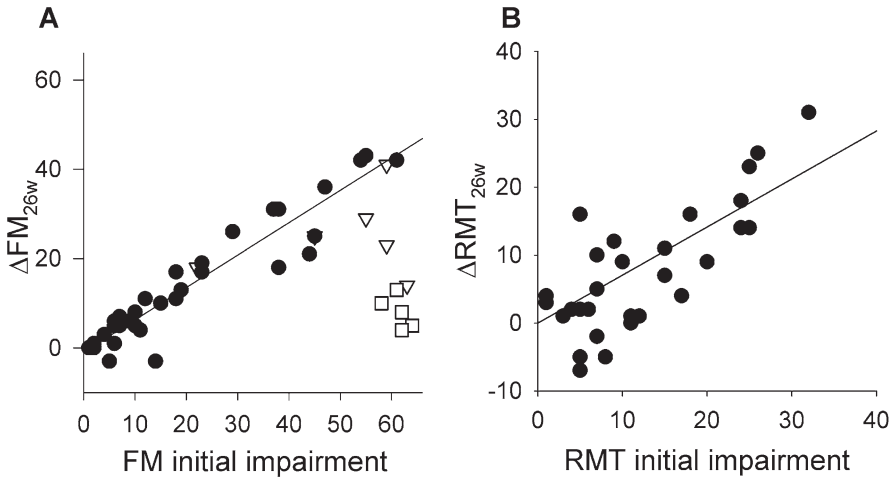 A
60
40
20
0
ΔFM26w
0 10 20 30 40 50 60
FM initial impairment
B
40
30
20
10
0
-10
ΔRMT26w
0 10 20 30 40
RMT initial impairment